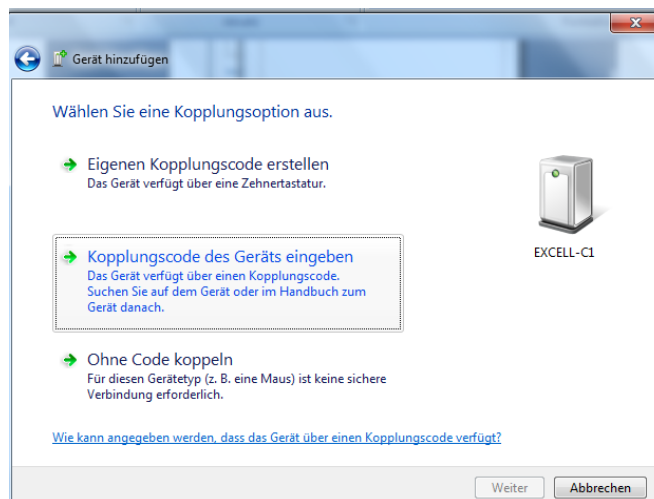 Gerät hinzufügen
Wählen Sie eine Kopplungsoption aus.
Eigenen Kopplungscode erstellen
Das Gerät verfügt über eine Zehnertastatur.
Kopplungscode des Geräts eingeben
Das Gerät verfügt über einen Kopplungscode.
Suchen Sie auf dem Gerät oder im Handbuch zum
Gerät danach.
EXCELL-C1
Ohne Code koppeln
Für diesen Gerätetyp (z. B. eine Maus) ist keine sichere
Verbindung erforderlich.
Wie kann angegeben werden, dass das Gerät über einen Kopplungscode verfügt?
Weiter
Abbrechen